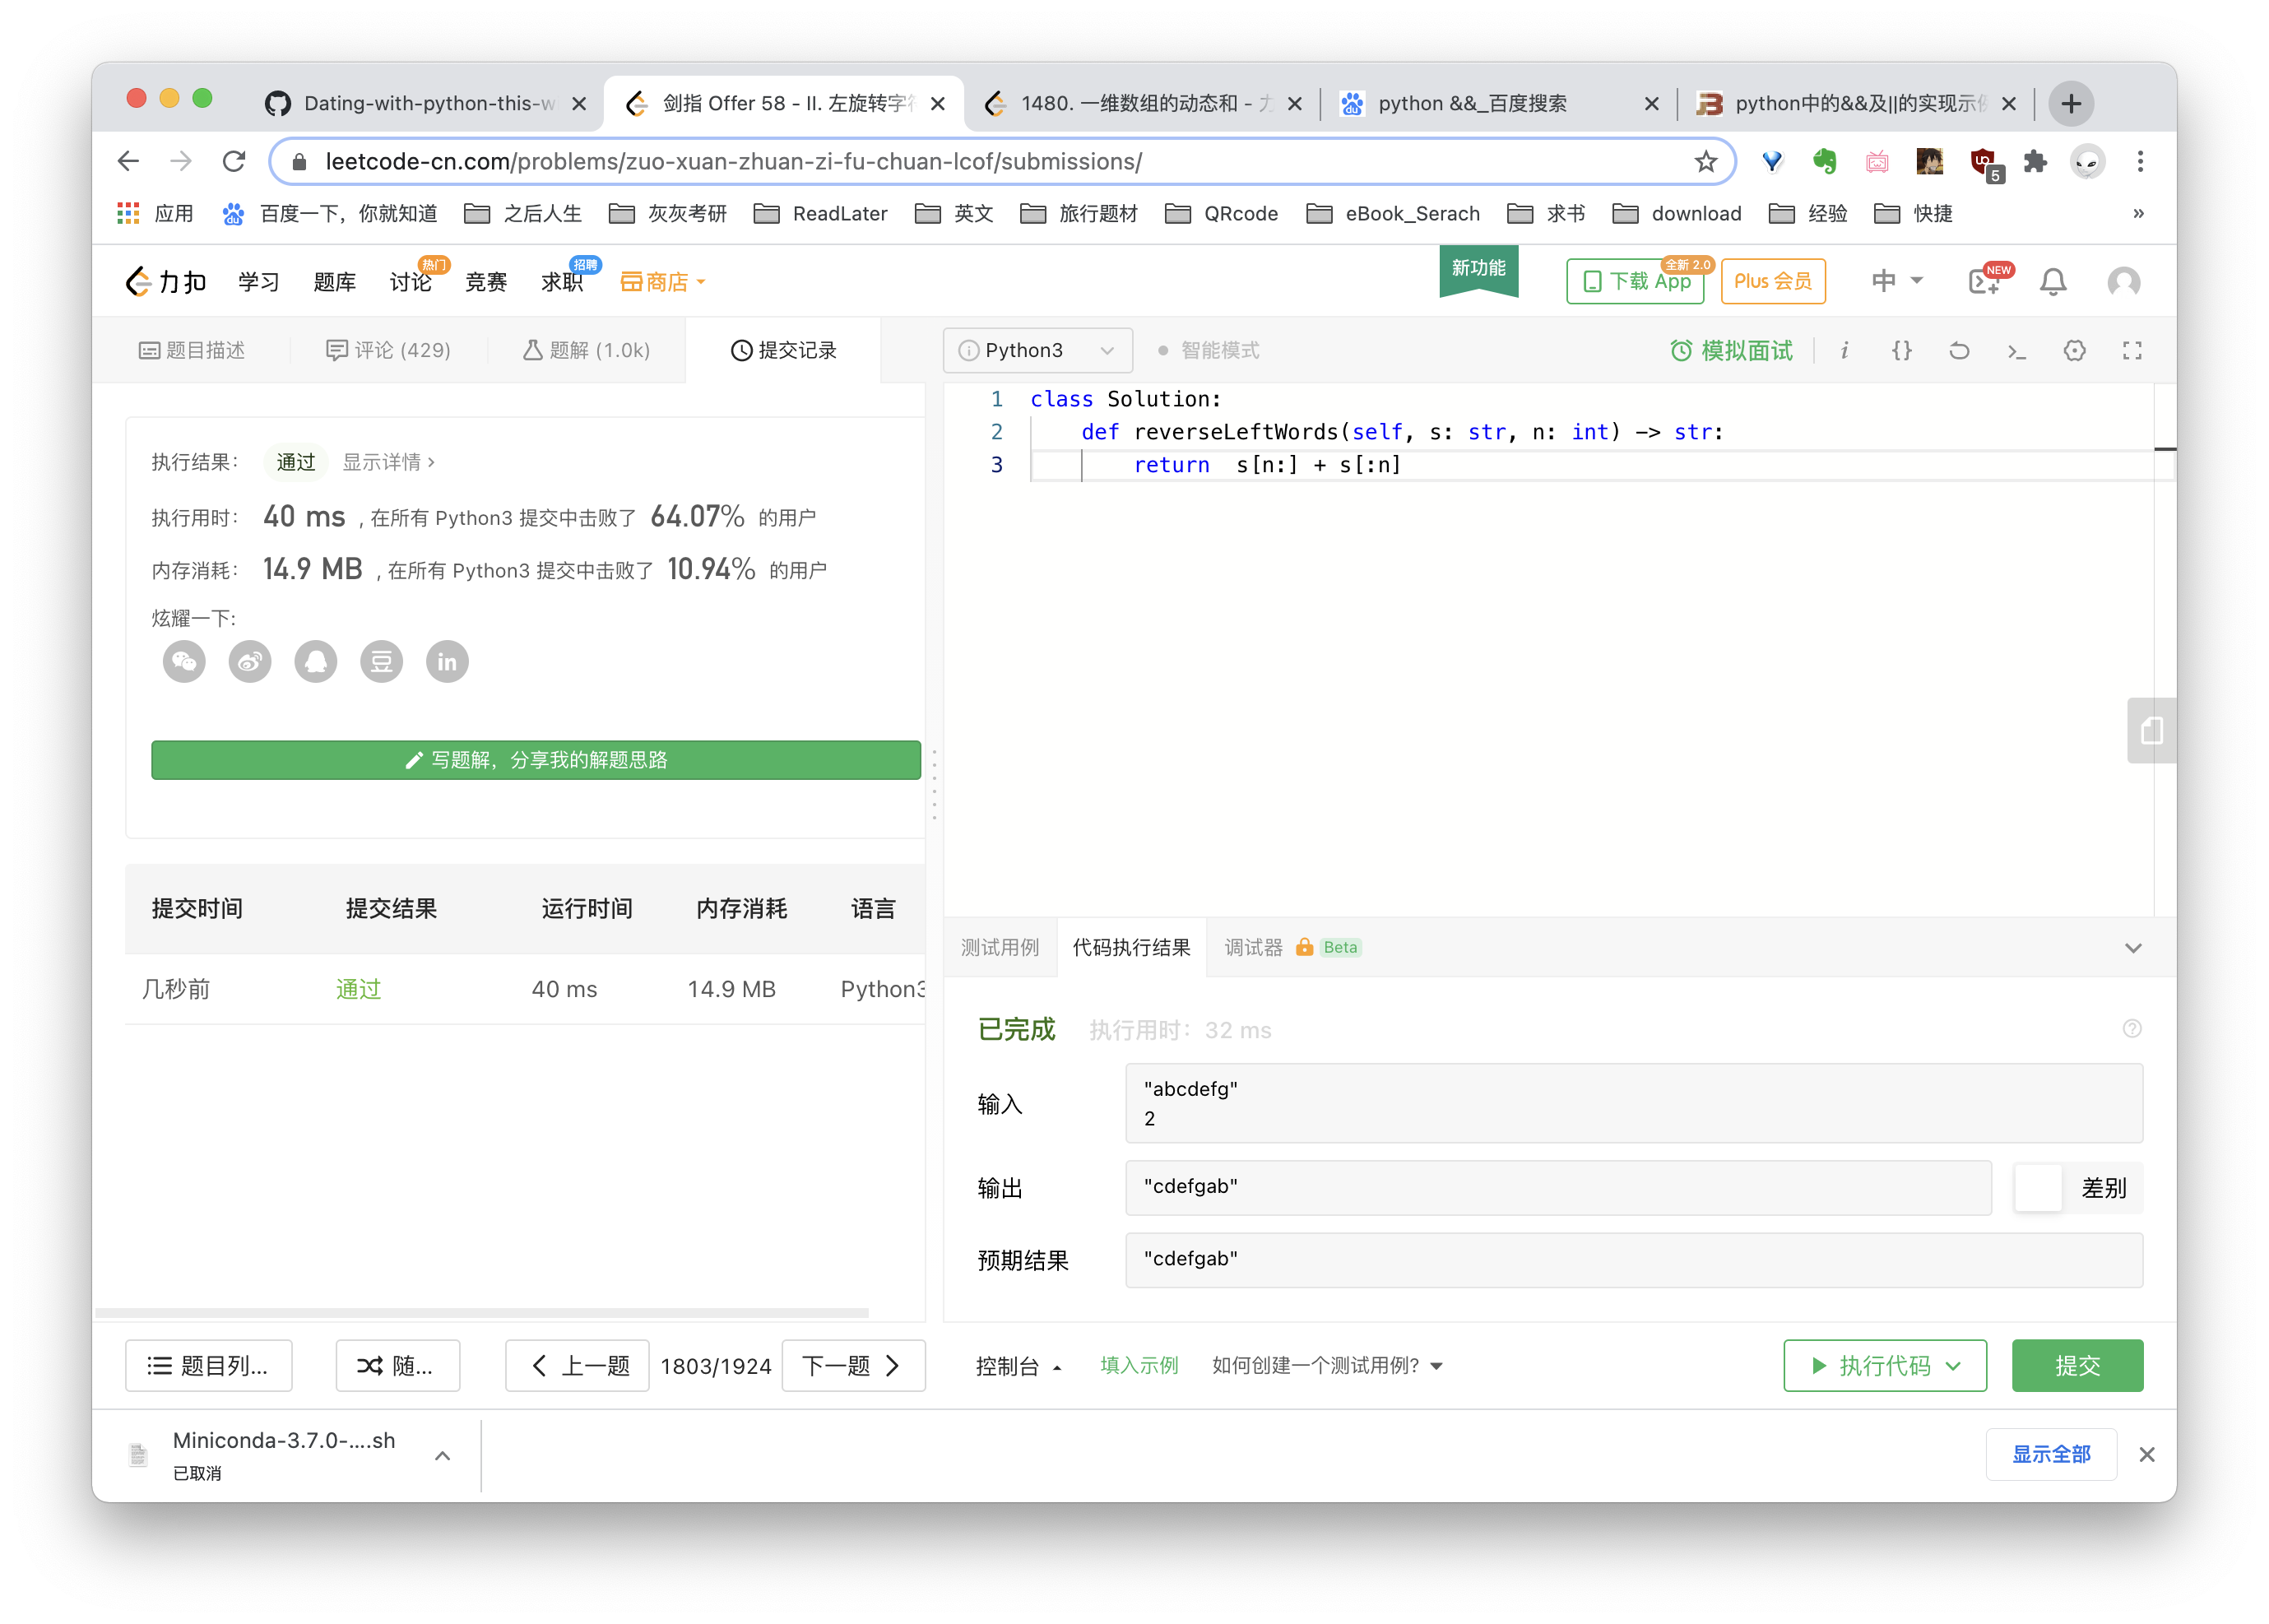 Dating-with-python-this-w
剑指 Offer 58 - II. 左旋转字
1480. 一维数组的动态和 -
python &&_百度搜索
python中的&&及||的实现示
leetcode-cn.com/problems/zuo-xuan-zhuan-zi-fu-chuan-lcof/submissions/
5
应用
百度一下，你就知道
之后人生
灰灰考研
ReadLater
英文
旅行题材
QRcode
eBook_Serach
求书
download
经验
快捷
»
力扣
学习
题库
讨论
热门
竞赛
求职
招聘
商店
新功能
下载 App
全新 2.0
Plus 会员
中
NEW
题目描述
评论 (429)
题解 (1.0k)
提交记录
Python3
智能模式
模拟面试
执行结果：
通过
显示详情 ›
执行用时：
40 ms , 在所有 Python3 提交中击败了 64.07% 的用户
内存消耗：
14.9 MB , 在所有 Python3 提交中击败了 10.94% 的用户
炫耀一下:
写题解，分享我的解题思路
提交时间 提交结果 运行时间 内存消耗 语言
几秒前 通过 40 ms 14.9 MB Python3
1 class Solution:
2 def reverseLeftWords(self, s: str, n: int) -> str:
3 return  s[n:] + s[:n]
测试用例
代码执行结果
调试器
Beta
已完成
执行用时：32 ms
输入
"abcdefg"
2
输出
"cdefgab"
差别
预期结果
"cdefgab"
题目列...
随...
上一题
1803/1924
下一题
控制台
填入示例
如何创建一个测试用例?
执行代码
提交
Miniconda-3.7.0-....sh
已取消
显示全部